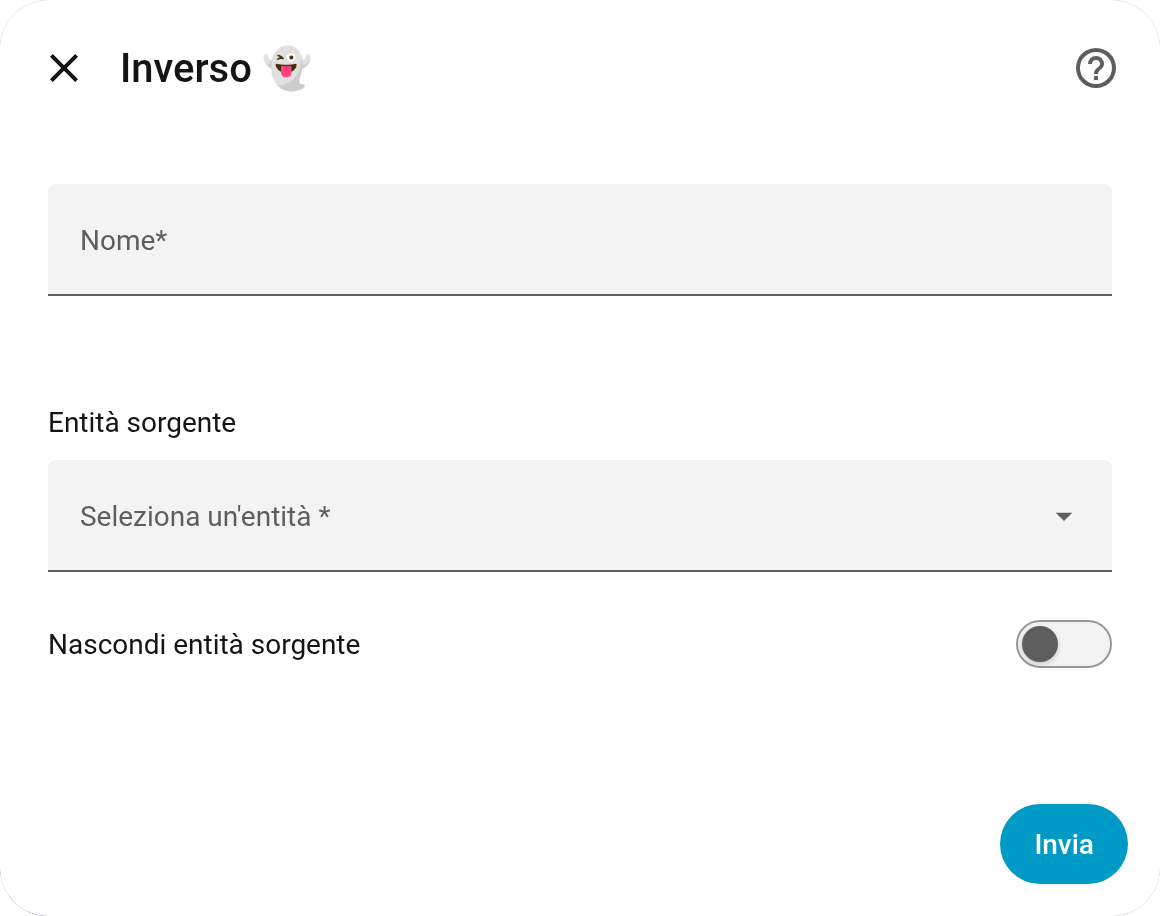 Inverso 👻
Nome*
Entità sorgente
Seleziona un'entità *
Nascondi entità sorgente
Invia